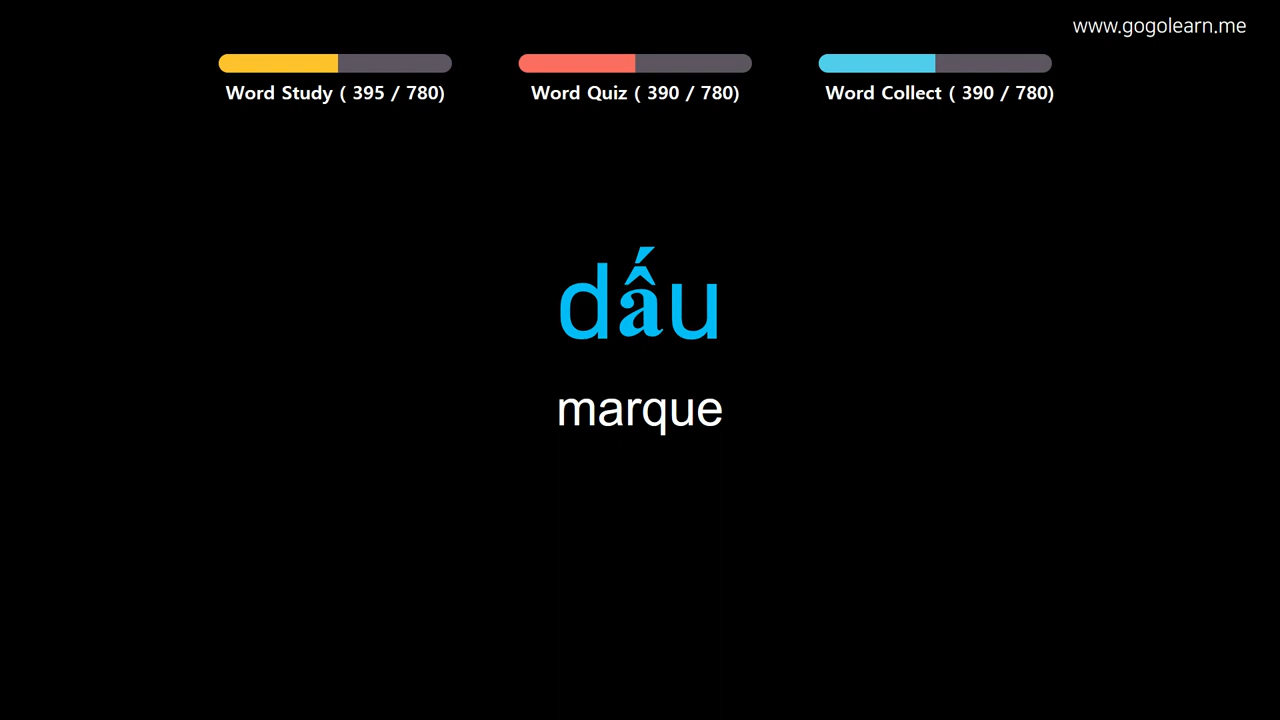 www.gogolearn.me
Word Study ( 395 / 780)
Word Quiz ( 390 / 780)
Word Collect ( 390 / 780)
dấu
marque